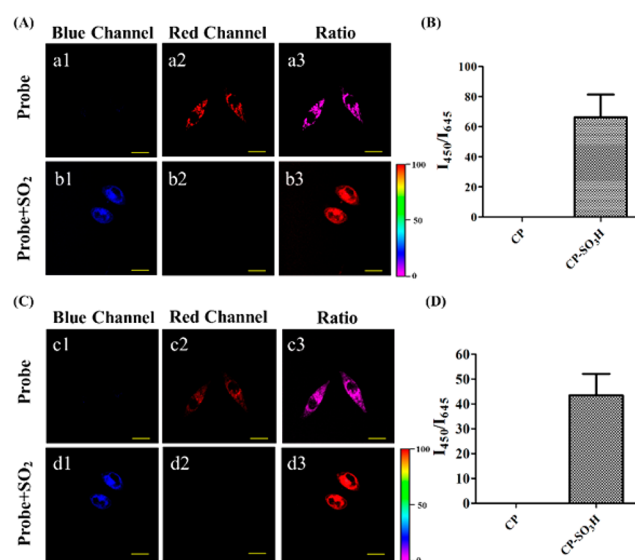 (A)
Blue Channel Red Channel Ratio
Probe
a1 a2 a3
Probe+SO₂
b1 b2 b3
100
50
0
(B)
I₄₅₀/I₆₄₅
100
80
60
40
20
0
CP
CP-SO₃H
(C)
Blue Channel Red Channel Ratio
Probe
c1 c2 c3
Probe+SO₂
d1 d2 d3
100
50
0
(D)
I₄₅₀/I₆₄₅
60
50
40
30
20
10
0
CP
CP-SO₃H